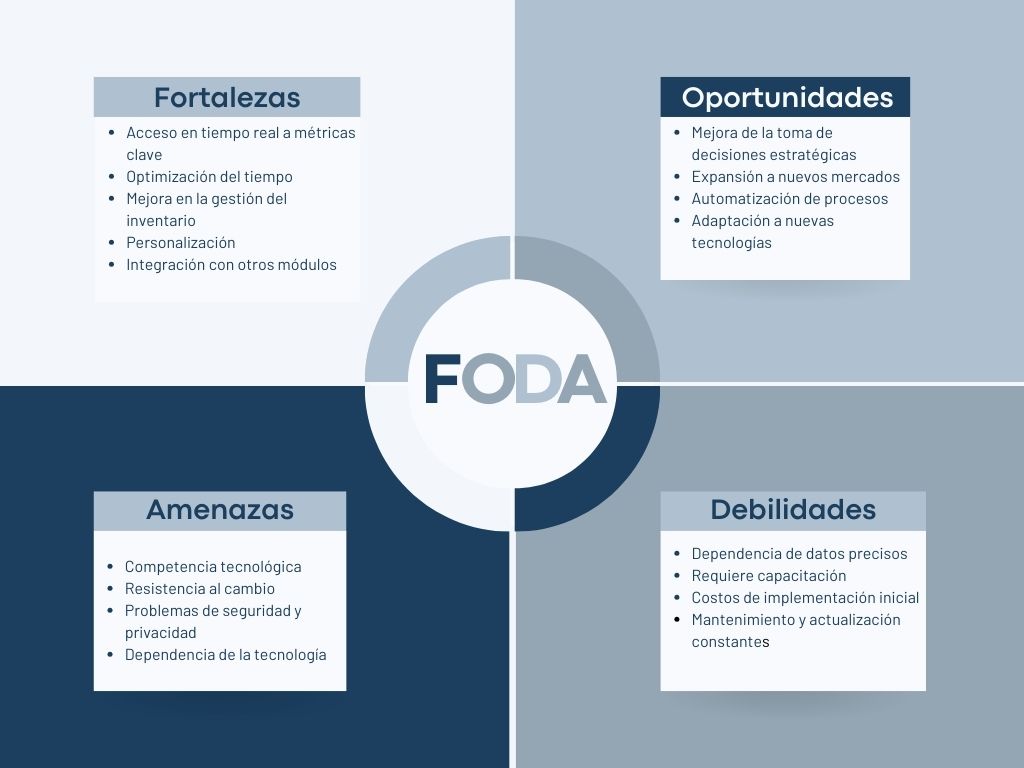 Fortalezas
• Acceso en tiempo real a métricas
clave
• Optimización del tiempo
• Mejora en la gestión del
inventario
• Personalización
• Integración con otros módulos
Oportunidades
• Mejora de la toma de
decisiones estratégicas
• Expansión a nuevos mercados
• Automatización de procesos
• Adaptación a nuevas
tecnologías
FODA
Amenazas
• Competencia tecnológica
• Resistencia al cambio
• Problemas de seguridad y
privacidad
• Dependencia de la tecnología
Debilidades
• Dependencia de datos precisos
• Requiere capacitación
• Costos de implementación inicial
• Mantenimiento y actualización
constantes